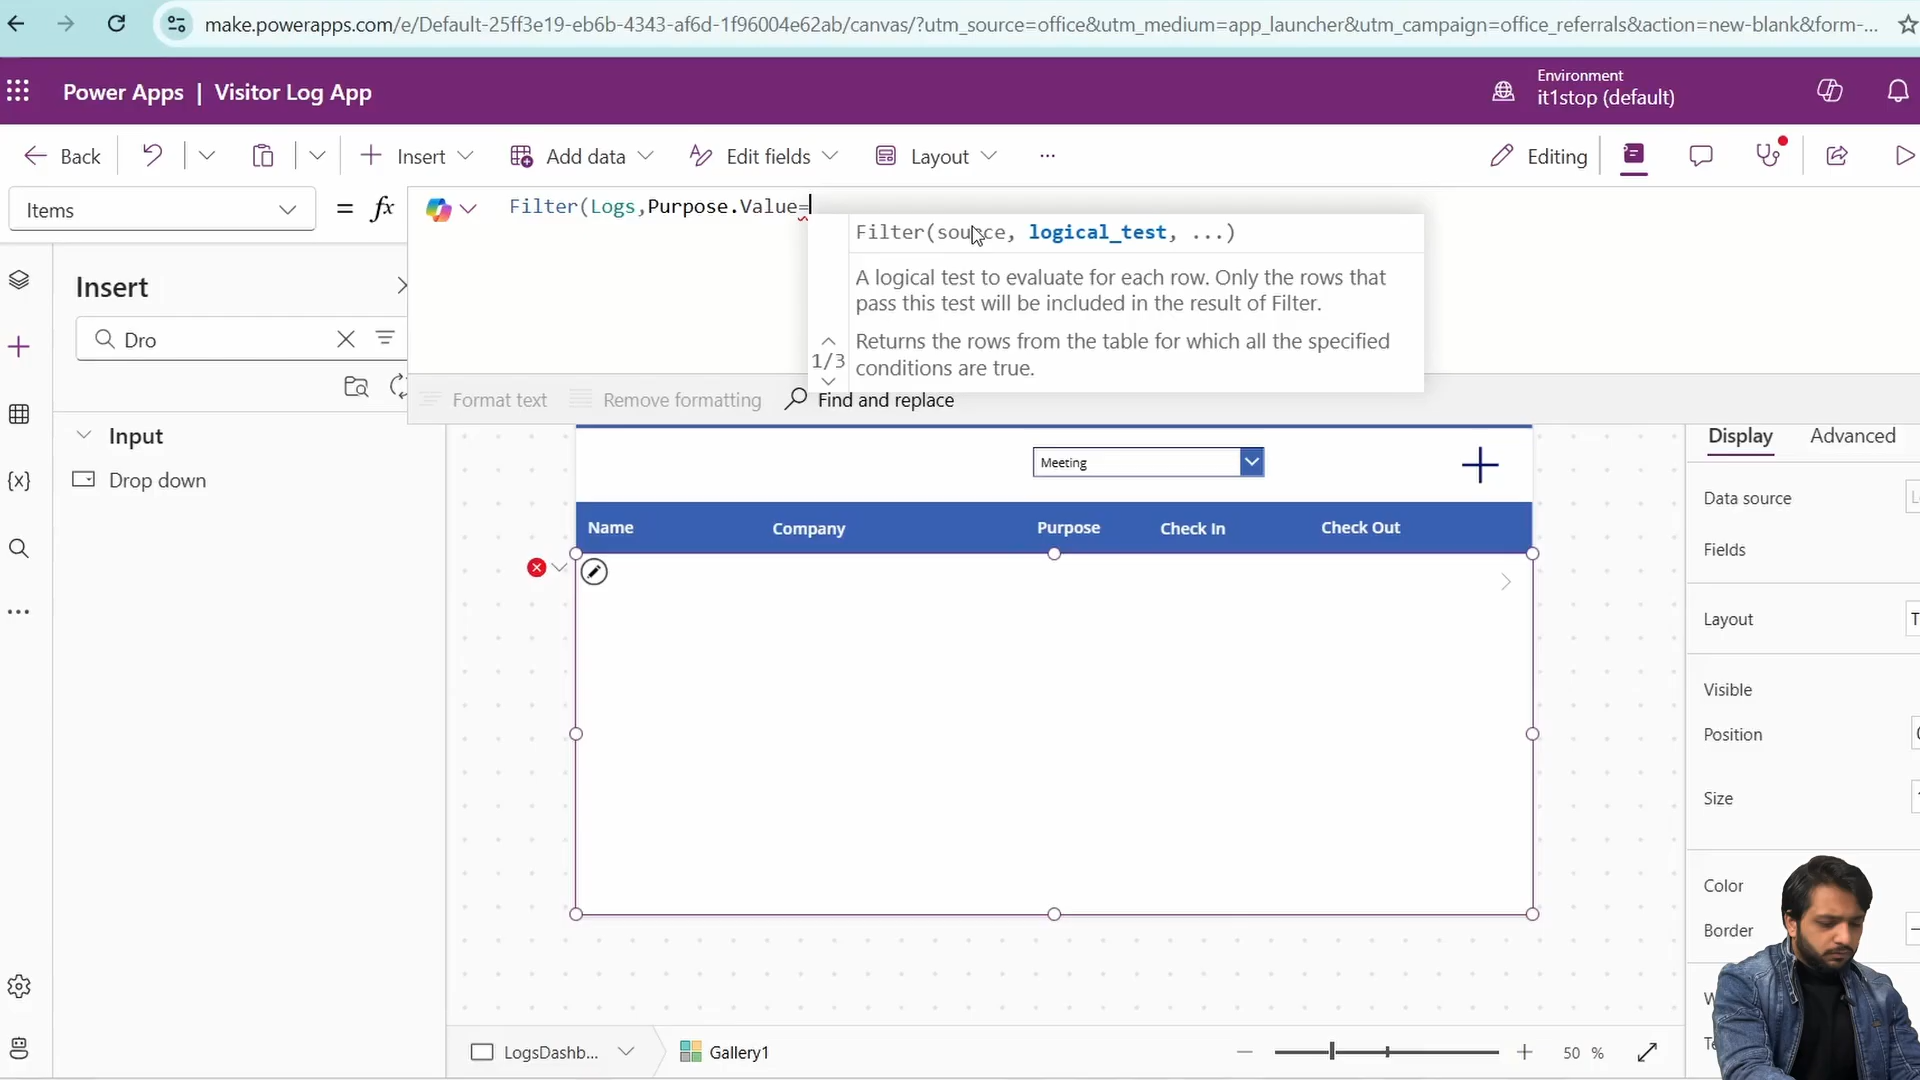 make.powerapps.com/e/Default-25ff3e19-eb6b-4343-af6d-1f96004e62ab/canvas/?utm_source=office&utm_medium=app_launcher&utm_campaign=office_referrals&action=new-blank&form-...
Power Apps | Visitor Log App
Environment
it1stop (default)
Back
Insert
Add data
Edit fields
Layout
...
Editing
Items
= fx
Filter(Logs,Purpose.Value=
Filter(source, logical_test, ...)
A logical test to evaluate for each row. Only the rows that
pass this test will be included in the result of Filter.
1/3
Returns the rows from the table for which all the specified
conditions are true.
Insert
Dro
Format text
Remove formatting
Find and replace
Input
Drop down
Meeting
Name
Company
Purpose
Check In
Check Out
Display
Advanced
Data source
Fields
Layout
Visible
Position
Size
Color
Border
LogsDashb...
Gallery1
50 %